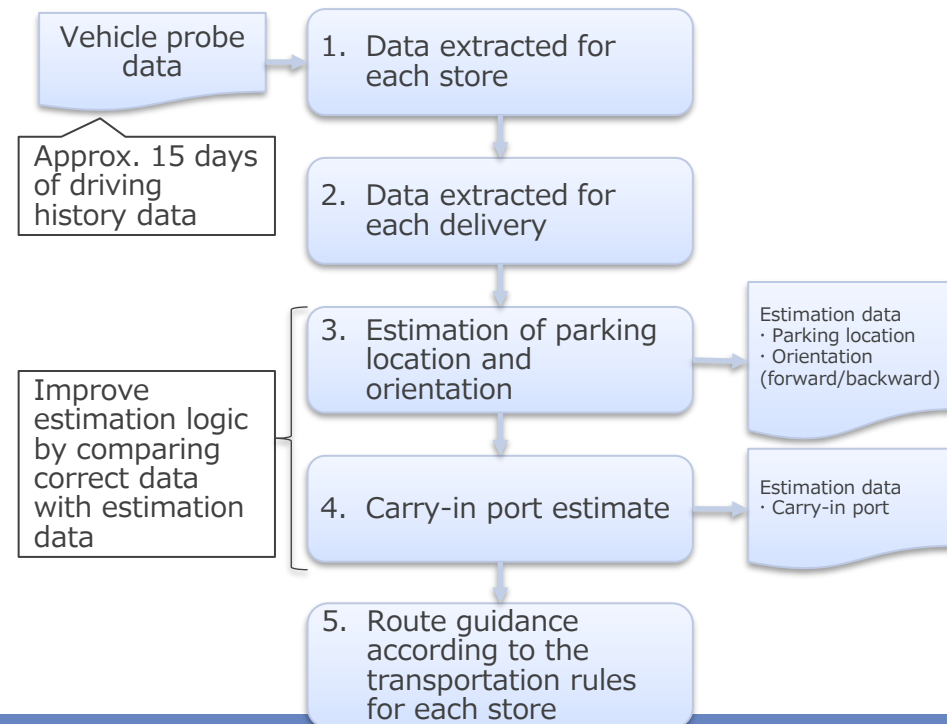 Vehicle probe
data
1. Data extracted for
each store
Approx. 15 days
of driving
history data
2. Data extracted for
each delivery
3. Estimation of parking
location and
orientation
Estimation data
· Parking location
· Orientation
(forward/backward)
Improve
estimation logic
by comparing
correct data
with estimation
data
4. Carry-in port estimate
Estimation data
· Carry-in port
5. Route guidance
according to the
transportation rules
for each store